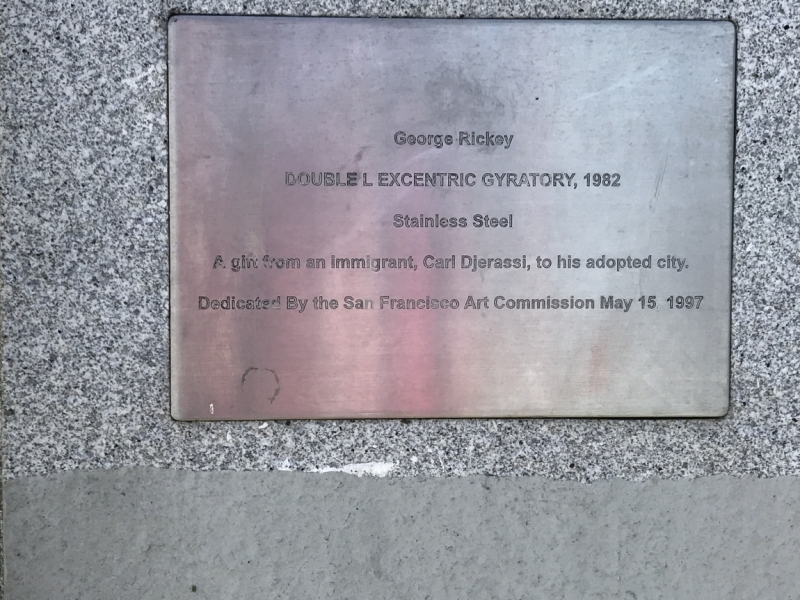 George Rickey
DOUBLE L EXCENTRIC GYRATORY, 1982
Stainless Steel
A gift from an immigrant, Carl Djerassi, to his adopted city.
Dedicated By the San Francisco Art Commission May 15, 1997